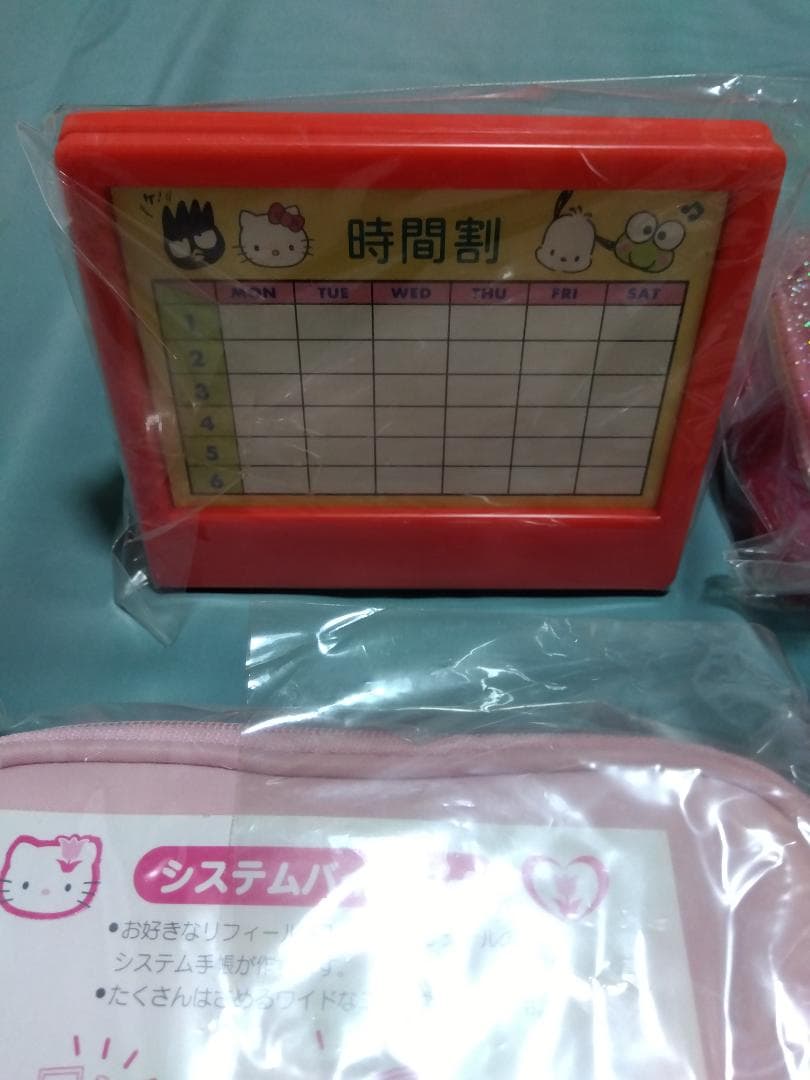 時間割
MON TUE WED THU FRI SAT
1
2
3
4
5
6
システムバ
•お好きなリフィール
システム手帳が作 す。
•たくさんはさめるワイドな